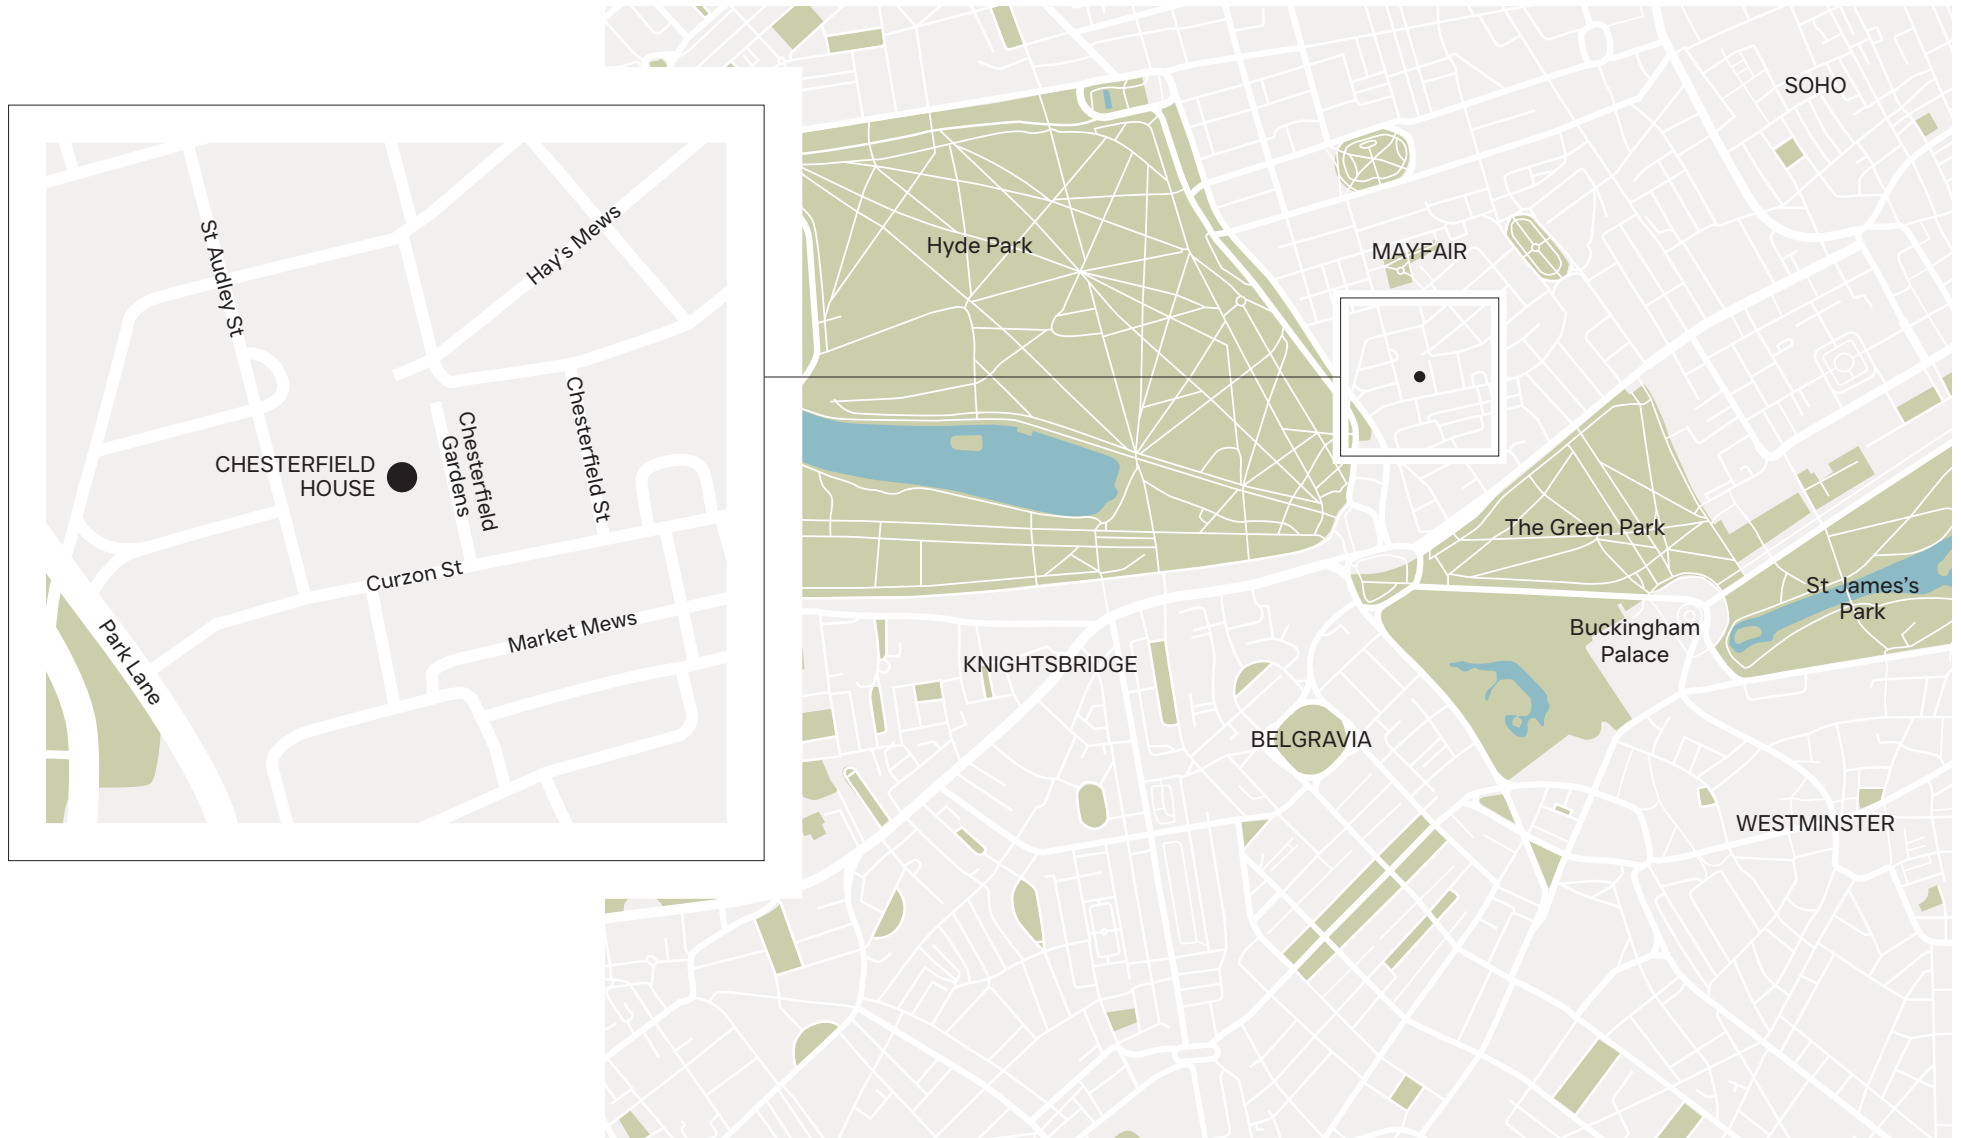 St Audley St
Hay's Mews
CHESTERFIELD
HOUSE
Chesterfield
Gardens
Chesterfield St
Curzon St
Market Mews
Park Lane
SOHO
Hyde Park
MAYFAIR
The Green Park
St James's
Park
Buckingham
Palace
KNIGHTSBRIDGE
BELGRAVIA
WESTMINSTER